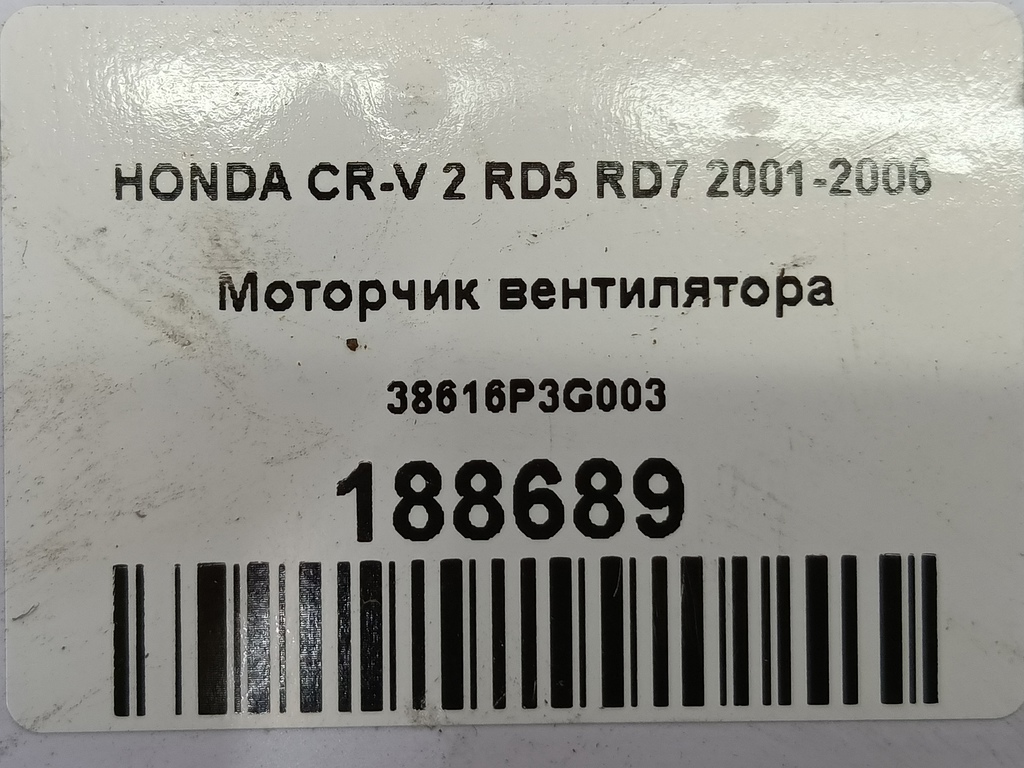 HONDA CR-V 2 RD5 RD7 2001-2006
Моторчик вентилятора
38616P3G003
188689